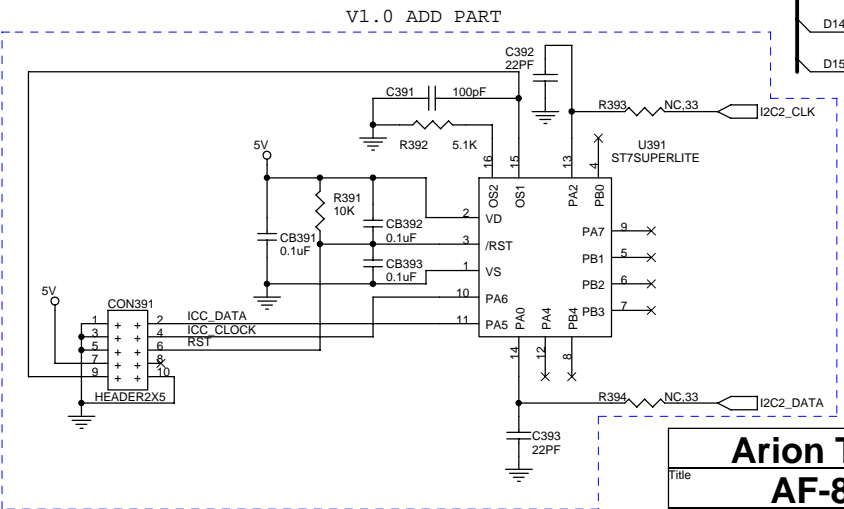 V1.0 ADD PART
D14
D15
C392
22PF
C391 100pF
R393 NC,33 I2C2_CLK
R392 5.1K
U391
ST7SUPERLITE
16 15 13 4
5V
OS2 OS1 PA2 PB0
R391
10K
CB392
0.1uF
2 VD
PA7 9
CB391
0.1uF
3 /RST
PB1 5
CB393
0.1uF
1 VS
PB2 6
5V
10 PA6
PB3 7
CON391
11 PA5
PA0 PA4 PB4
14 12 8
1 + + 2 ICC_DATA
3 + + 4 ICC_CLOCK
5 + + 6 RST
7 + + 8
9 + + 10
HEADER2X5
R394 NC,33 I2C2_DATA
C393
22PF
Arion T
Title
AF-8